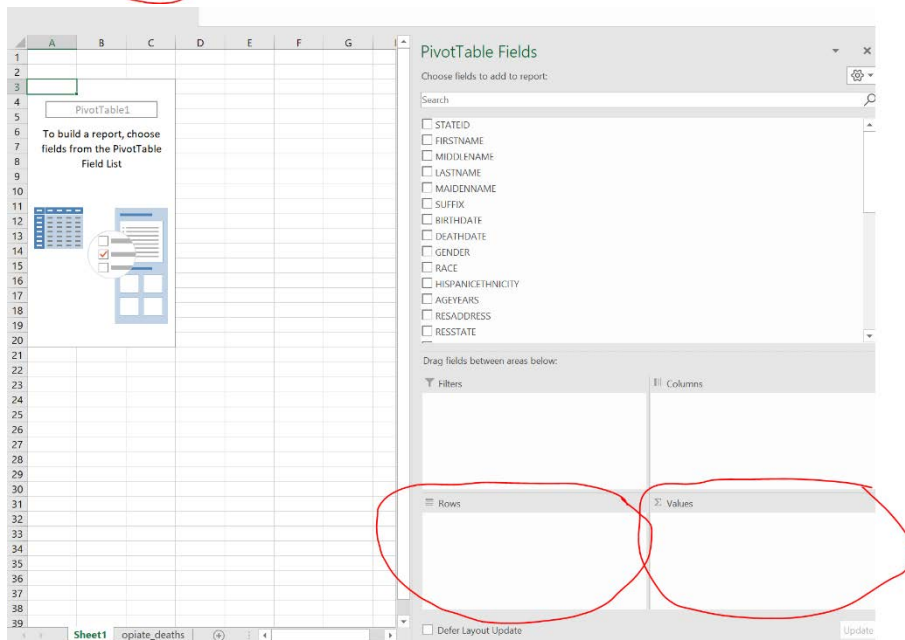 A B C D E F G
PivotTable Fields
1
2
Choose fields to add to report:
3
4
PivotTable1
Search
5
6
To build a report, choose
STATEID
7
fields from the PivotTable
FIRSTNAME
8
Field List
MIDDLENAME
9
LASTNAME
10
MAIDENNAME
11
SUFFIX
12
BIRTHDATE
13
DEATHDATE
14
GENDER
15
RACE
16
HISPANICETHNICITY
17
AGEYEARS
18
RESADDRESS
19
RESSTATE
20
21
Drag fields between areas below:
22
23
Filters
Columns
24
25
26
27
28
29
30
31
Rows
Σ Values
32
33
34
35
36
37
38
39
Sheet1 opiate_deaths
Defer Layout Update
Update